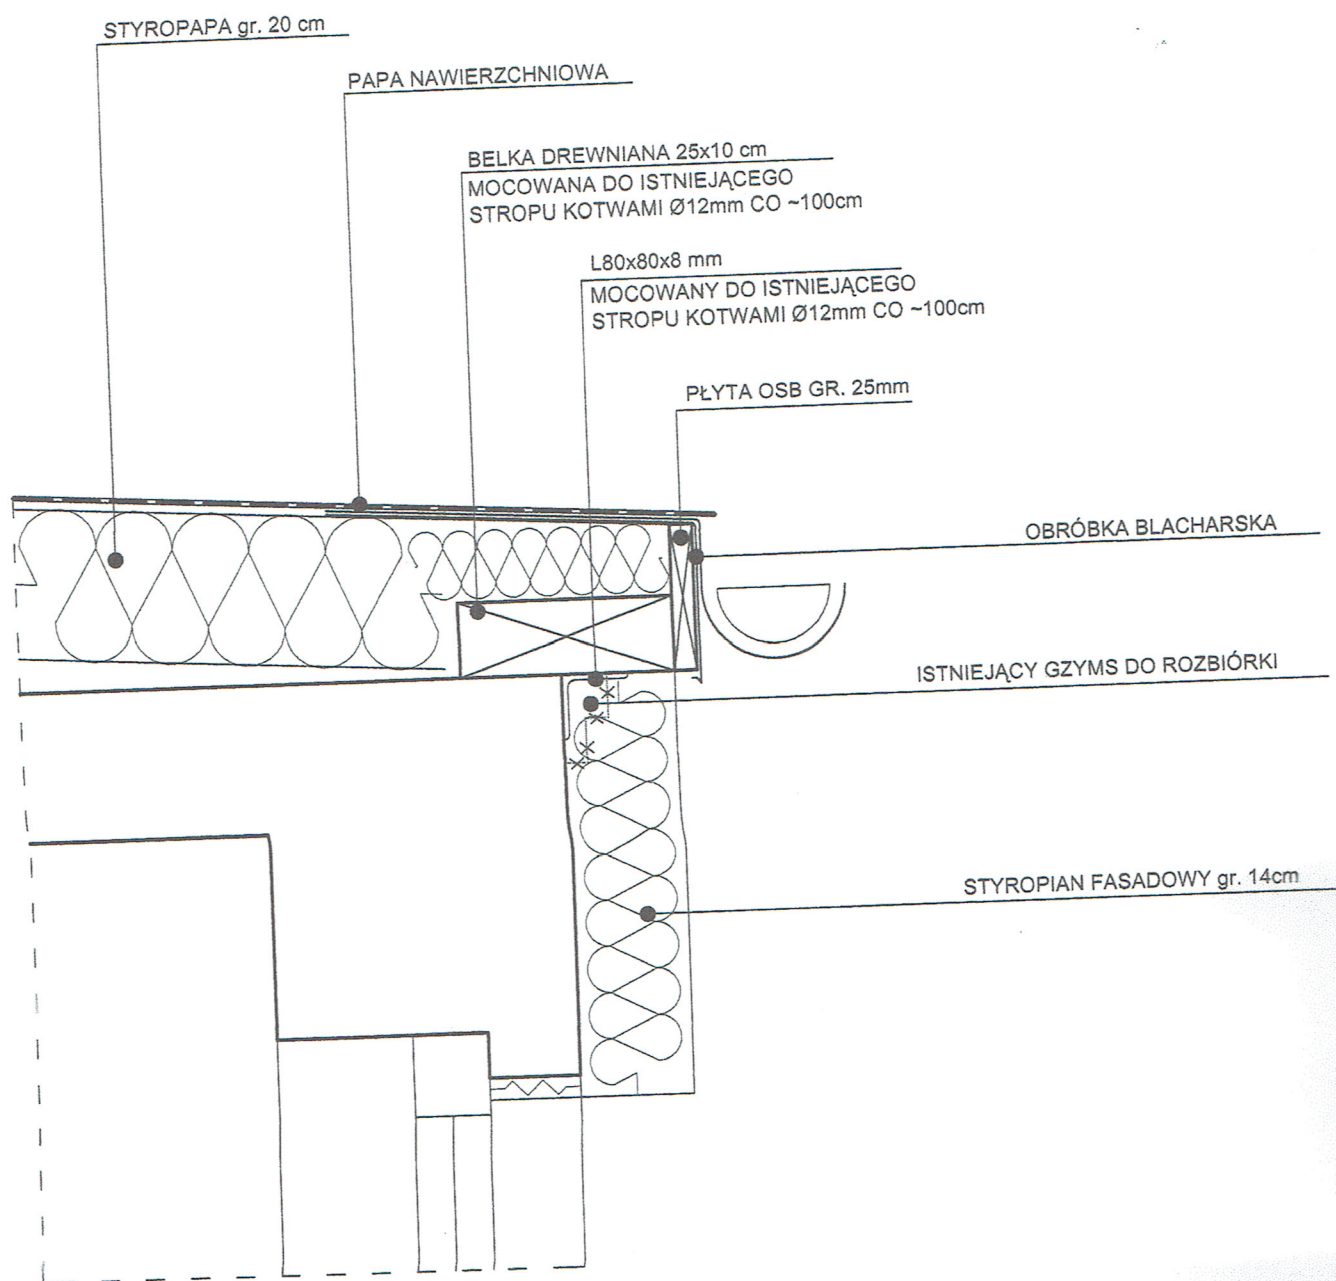 STYROPAPA gr. 20 cm
PAPA NAWIERZCHNIOWA
BELKA DREWNIANA 25x10 cm
MOCOWANA DO ISTNIEJĄCEGO
STROPU KOTWAMI Ø12mm CO ~100cm
L80x80x8 mm
MOCOWANY DO ISTNIEJĄCEGO
STROPU KOTWAMI Ø12mm CO ~100cm
PŁYTA OSB GR. 25mm
OBRÓBKA BLACHARSKA
ISTNIEJĄCY GZYMS DO ROZBIÓRKI
STYROPIAN FASADOWY gr. 14cm